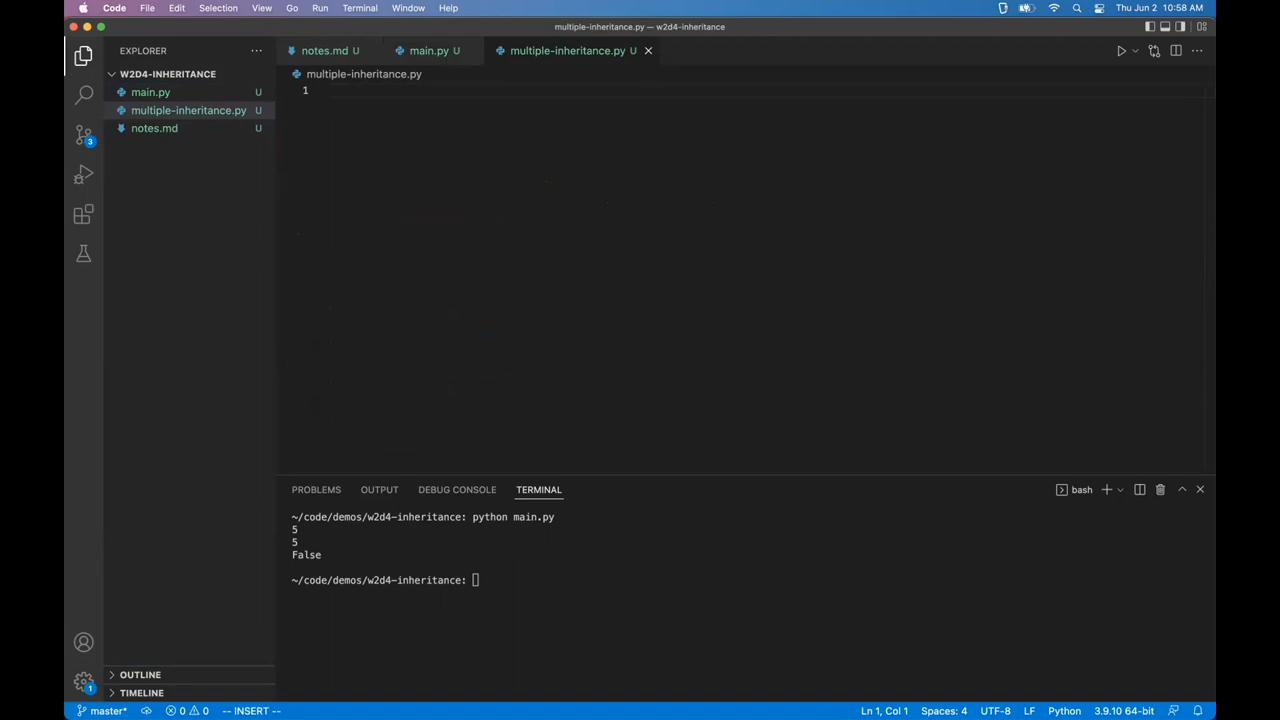 Code File Edit Selection View Go Run Terminal Window Help Thu Jun 2 10:58 AM
multiple-inheritance.py — w2d4-inheritance
EXPLORER
notes.md U
main.py U
multiple-inheritance.py U
W2D4-INHERITANCE
multiple-inheritance.py
main.py U
1
multiple-inheritance.py U
notes.md U
3
PROBLEMS OUTPUT DEBUG CONSOLE TERMINAL
bash
~/code/demos/w2d4-inheritance: python main.py
5
5
False
~/code/demos/w2d4-inheritance:
OUTLINE
1
TIMELINE
master* 0 0 -- INSERT -- Ln 1, Col 1 Spaces: 4 UTF-8 LF Python 3.9.10 64-bit